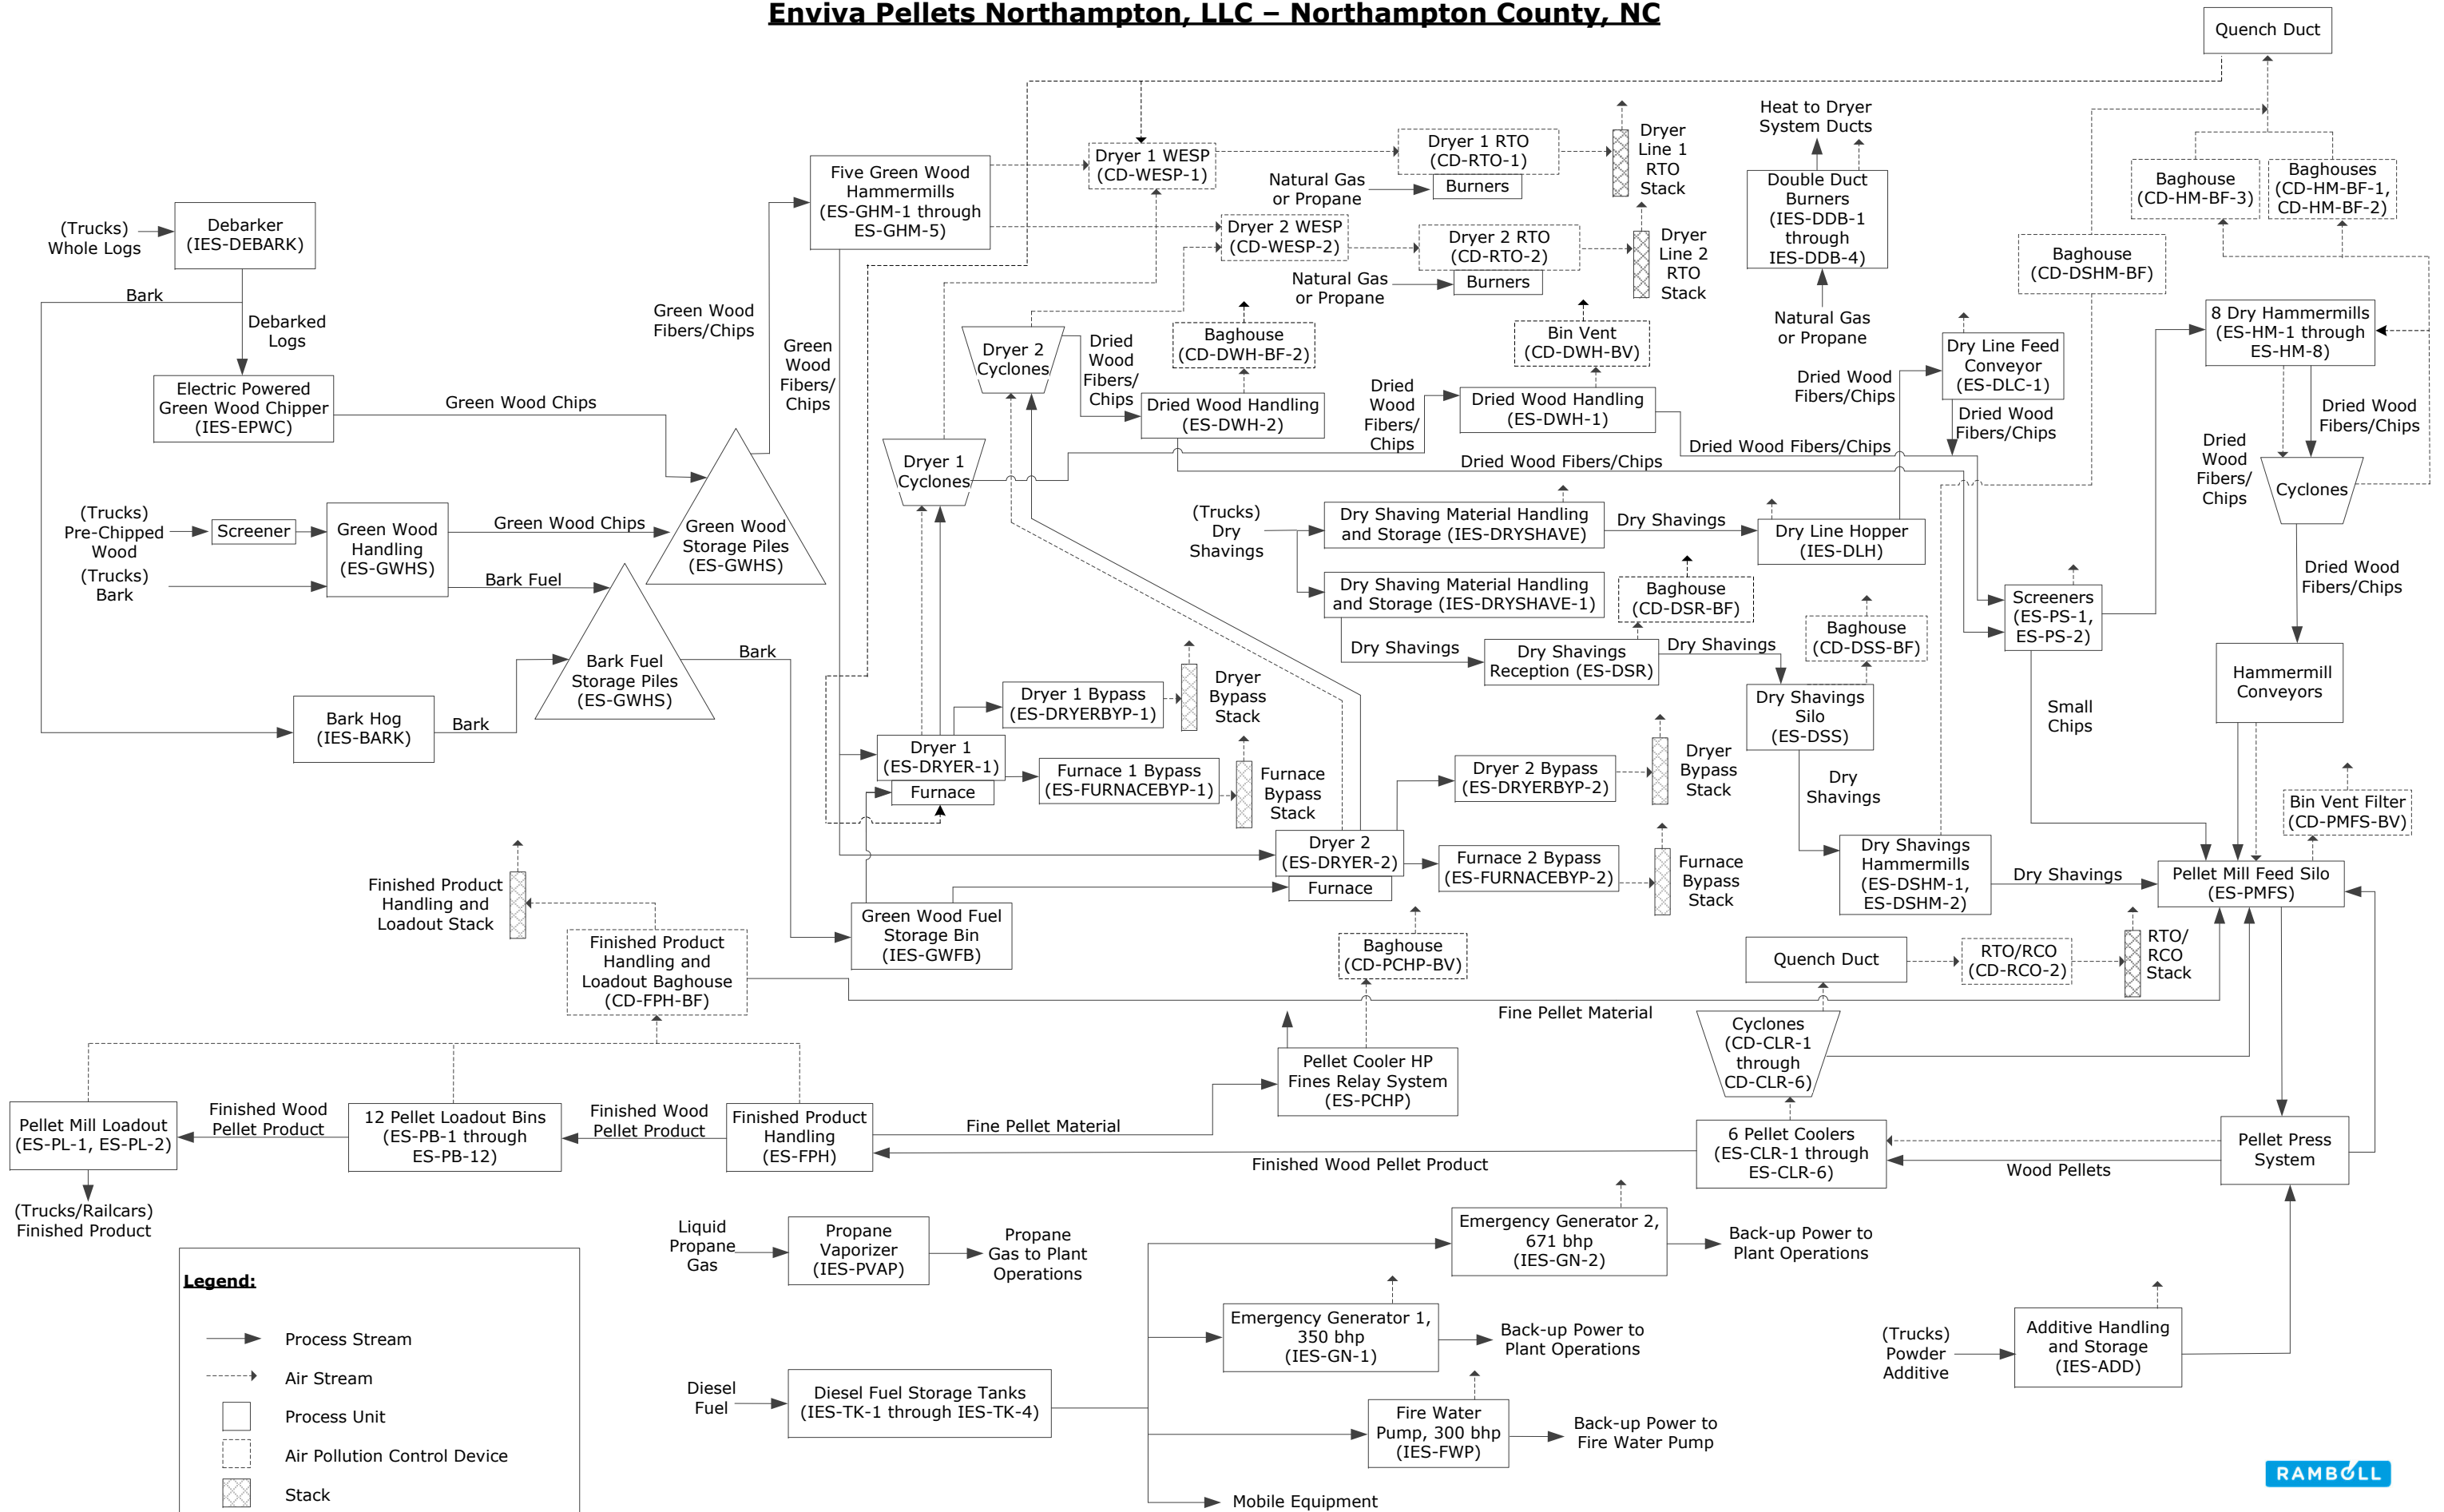 Enviva Pellets Northampton, LLC – Northampton County, NC
Quench Duct
Heat to Dryer
System Ducts
Dryer 1 WESP
(CD-WESP-1)
Dryer 1 RTO
(CD-RTO-1)
Burners
Natural Gas
or Propane
Dryer
Line 1
RTO
Stack
Double Duct
Burners
(IES-DDB-1
through
IES-DDB-4)
Natural Gas
or Propane
Baghouse
(CD-HM-BF-3)
Baghouses
(CD-HM-BF-1,
CD-HM-BF-2)
Five Green Wood
Hammermills
(ES-GHM-1 through
ES-GHM-5)
Dryer 2 WESP
(CD-WESP-2)
Dryer 2 RTO
(CD-RTO-2)
Burners
Natural Gas
or Propane
Dryer
Line 2
RTO
Stack
Baghouse
(CD-DSHM-BF)
(Trucks)
Whole Logs
Debarker
(IES-DEBARK)
Bark
Debarked
Logs
Green Wood
Fibers/Chips
Green
Wood
Fibers/
Chips
Dryer 2
Cyclones
Dried
Wood
Fibers/
Chips
Baghouse
(CD-DWH-BF-2)
Bin Vent
(CD-DWH-BV)
Dry Line Feed
Conveyor
(ES-DLC-1)
8 Dry Hammermills
(ES-HM-1 through
ES-HM-8)
Electric Powered
Green Wood Chipper
(IES-EPWC)
Green Wood Chips
Dried Wood Handling
(ES-DWH-2)
Dried
Wood
Fibers/
Chips
Dried Wood Handling
(ES-DWH-1)
Dried Wood
Fibers/Chips
Dried Wood
Fibers/Chips
Dried Wood
Fibers/Chips
Dried Wood Fibers/Chips
Dried Wood Fibers/Chips
Dried
Wood
Fibers/
Chips
Cyclones
Dryer 1
Cyclones
(Trucks)
Pre-Chipped
Wood
Screener
Green Wood
Handling
(ES-GWHS)
Green Wood Chips
Green Wood
Storage Piles
(ES-GWHS)
(Trucks)
Bark
Bark Fuel
(Trucks)
Dry
Shavings
Dry Shaving Material Handling
and Storage (IES-DRYSHAVE)
Dry Shavings
Dry Line Hopper
(IES-DLH)
Dried Wood
Fibers/Chips
Dry Shaving Material Handling
and Storage (IES-DRYSHAVE-1)
Baghouse
(CD-DSR-BF)
Screeners
(ES-PS-1,
ES-PS-2)
Baghouse
(CD-DSS-BF)
Dry Shavings
Dry Shavings
Reception (ES-DSR)
Dry Shavings
Hammermill
Conveyors
Bark Fuel
Storage Piles
(ES-GWHS)
Bark
Dryer 1 Bypass
(ES-DRYERBYP-1)
Dryer
Bypass
Stack
Dry Shavings
Silo
(ES-DSS)
Small
Chips
Bark Hog
(IES-BARK)
Bark
Dryer 1
(ES-DRYER-1)
Furnace
Furnace 1 Bypass
(ES-FURNACEBYP-1)
Furnace
Bypass
Stack
Dryer 2 Bypass
(ES-DRYERBYP-2)
Dryer
Bypass
Stack
Dry
Shavings
Bin Vent Filter
(CD-PMFS-BV)
Dryer 2
(ES-DRYER-2)
Furnace
Furnace 2 Bypass
(ES-FURNACEBYP-2)
Furnace
Bypass
Stack
Dry Shavings
Hammermills
(ES-DSHM-1,
ES-DSHM-2)
Dry Shavings
Pellet Mill Feed Silo
(ES-PMFS)
Finished Product
Handling and
Loadout Stack
Green Wood Fuel
Storage Bin
(IES-GWFB)
Finished Product
Handling and
Loadout Baghouse
(CD-FPH-BF)
Baghouse
(CD-PCHP-BV)
Quench Duct
RTO/RCO
(CD-RCO-2)
RTO/
RCO
Stack
Fine Pellet Material
Cyclones
(CD-CLR-1
through
CD-CLR-6)
Pellet Cooler HP
Fines Relay System
(ES-PCHP)
Pellet Mill Loadout
(ES-PL-1, ES-PL-2)
Finished Wood
Pellet Product
12 Pellet Loadout Bins
(ES-PB-1 through
ES-PB-12)
Finished Wood
Pellet Product
Finished Product
Handling
(ES-FPH)
Fine Pellet Material
Finished Wood Pellet Product
6 Pellet Coolers
(ES-CLR-1 through
ES-CLR-6)
Wood Pellets
Pellet Press
System
(Trucks/Railcars)
Finished Product
Liquid
Propane
Gas
Propane
Vaporizer
(IES-PVAP)
Propane
Gas to Plant
Operations
Emergency Generator 2,
671 bhp
(IES-GN-2)
Back-up Power to
Plant Operations
Emergency Generator 1,
350 bhp
(IES-GN-1)
Back-up Power to
Plant Operations
(Trucks)
Powder
Additive
Additive Handling
and Storage
(IES-ADD)
Diesel
Fuel
Diesel Fuel Storage Tanks
(IES-TK-1 through IES-TK-4)
Fire Water
Pump, 300 bhp
(IES-FWP)
Back-up Power to
Fire Water Pump
Mobile Equipment
Legend:
Process Stream
Air Stream
Process Unit
Air Pollution Control Device
Stack
RAMBOLL